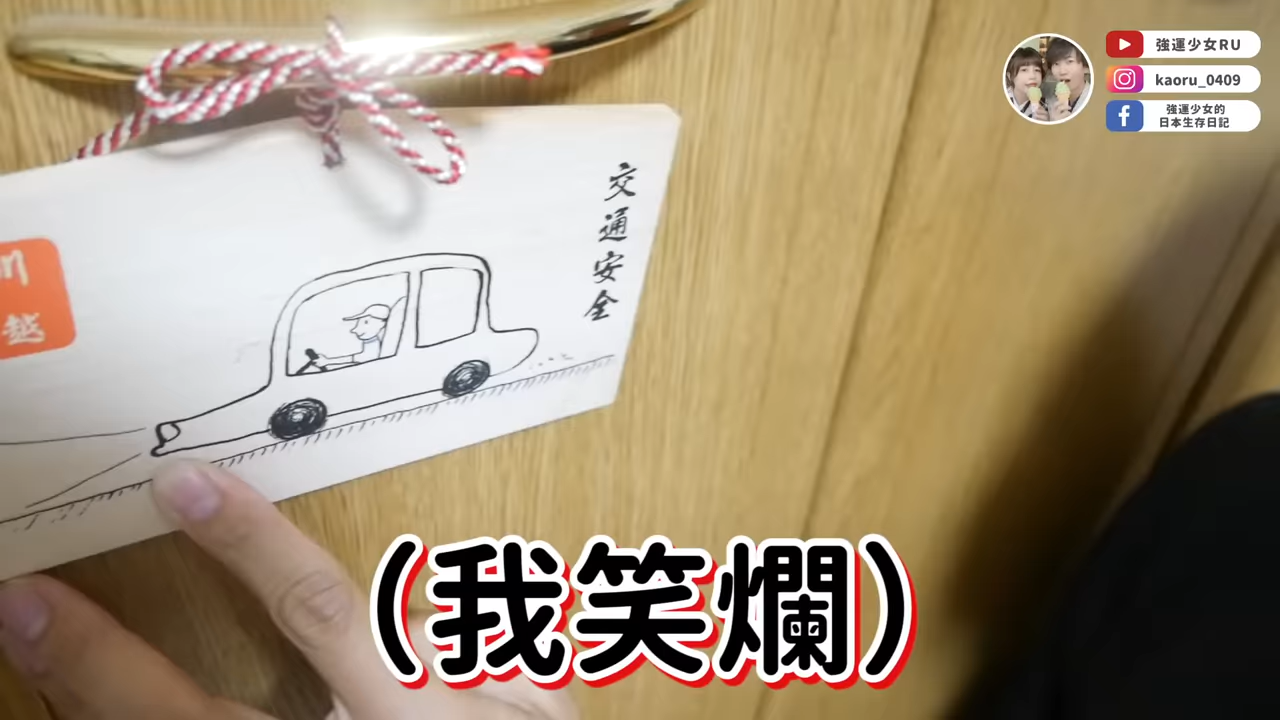 強運少女RU
kaoru_0409
強運少女的
日本生存日記
交通安全
川
越
(我笑爛)